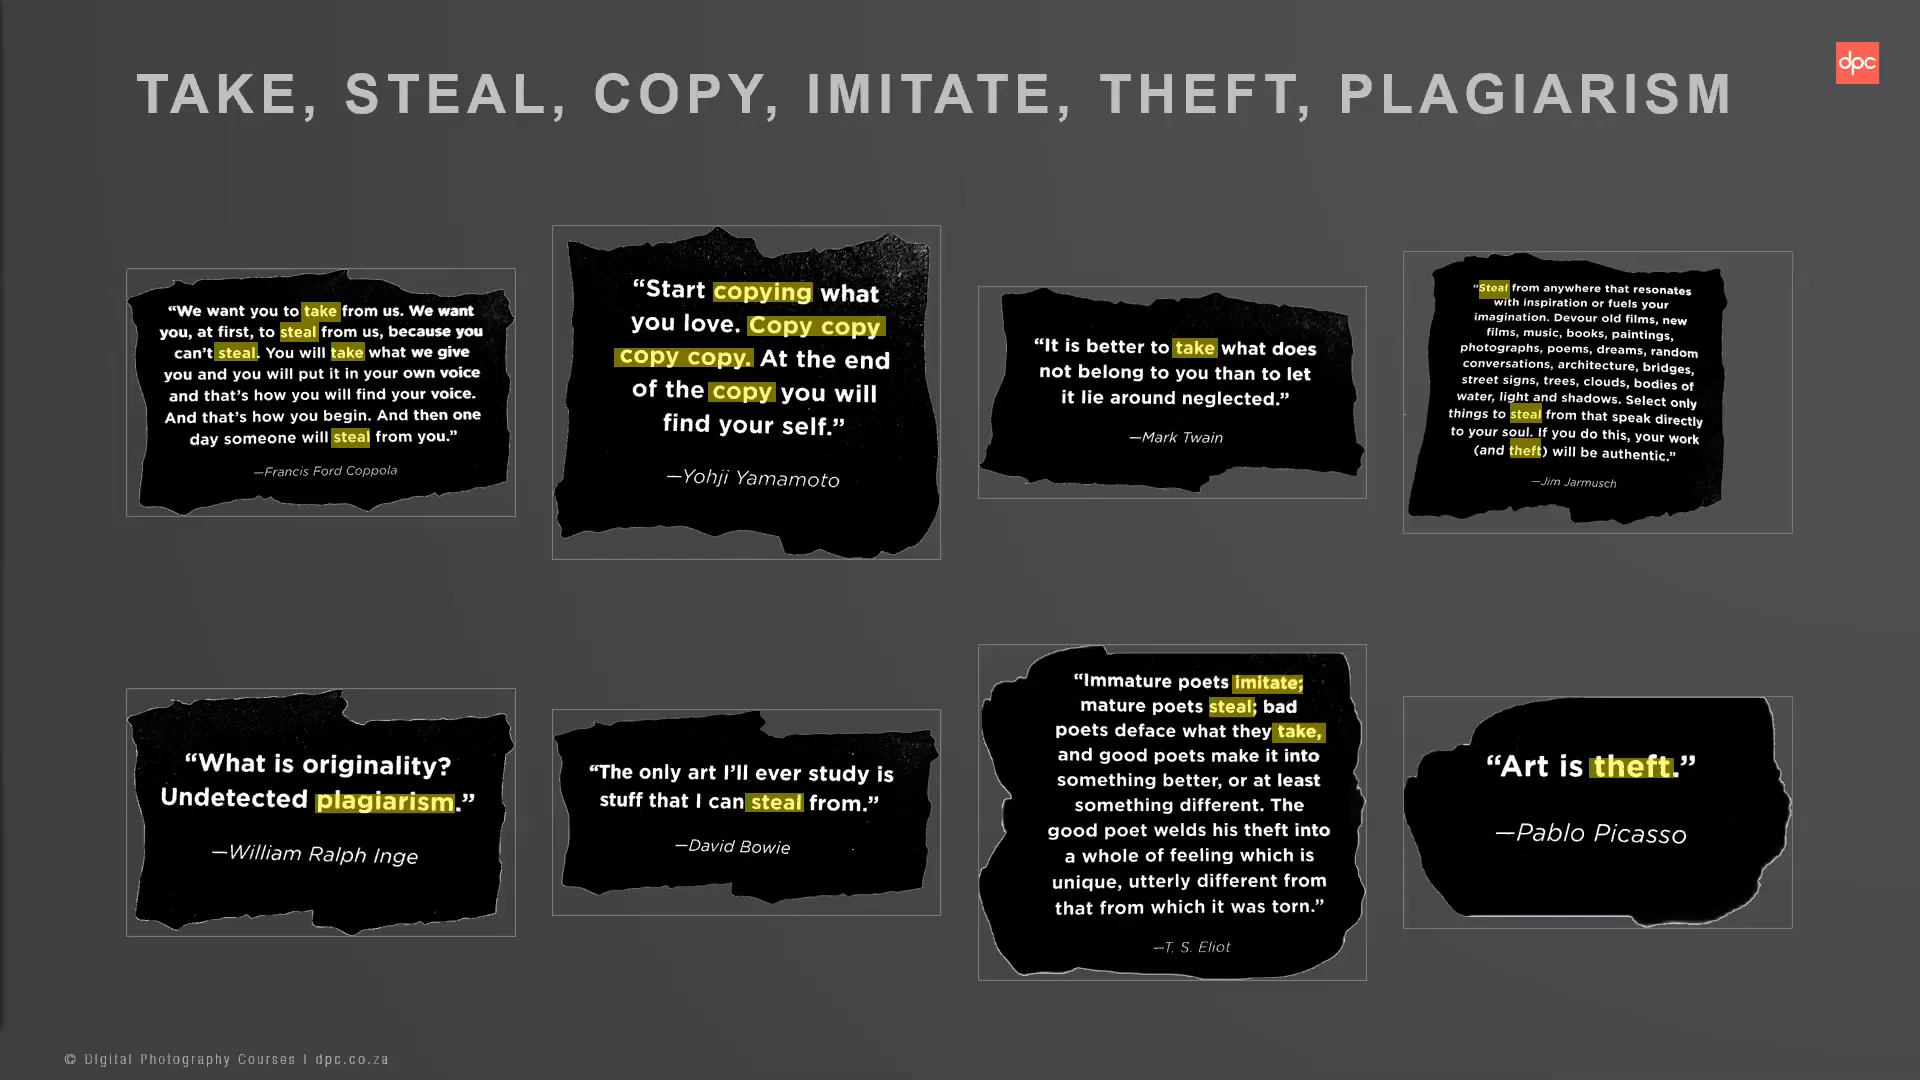 TAKE, STEAL, COPY, IMITATE, THEFT, PLAGIARISM
dpc
“We want you to take from us. We want
you, at first, to steal from us, because you
can’t steal. You will take what we give
you and you will put it in your own voice
and that’s how you will find your voice.
And that’s how you begin. And then one
day someone will steal from you.”
—Francis Ford Coppola
“Start copying what
you love. Copy copy
copy copy. At the end
of the copy you will
find your self.”
—Yohji Yamamoto
“It is better to take what does
not belong to you than to let
it lie around neglected.”
—Mark Twain
“Steal from anywhere that resonates
with inspiration or fuels your
imagination. Devour old films, new
films, music, books, paintings,
photographs, poems, dreams, random
conversations, architecture, bridges,
street signs, trees, clouds, bodies of
water, light and shadows. Select only
things to steal from that speak directly
to your soul. If you do this, your work
(and theft) will be authentic.”
—Jim Jarmusch
“What is originality?
Undetected plagiarism.”
—William Ralph Inge
“The only art I’ll ever study is
stuff that I can steal from.”
—David Bowie
“Immature poets imitate;
mature poets steal; bad
poets deface what they take,
and good poets make it into
something better, or at least
something different. The
good poet welds his theft into
a whole of feeling which is
unique, utterly different from
that from which it was torn.”
—T. S. Eliot
“Art is theft.”
—Pablo Picasso
© Digital Photography Courses | dpc.co.za